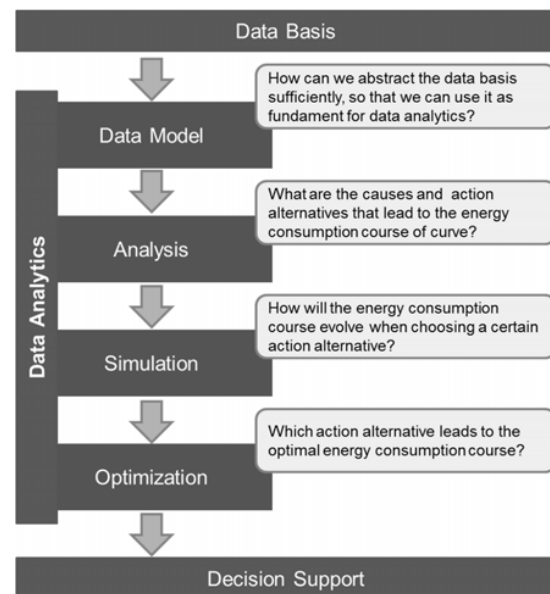 Data Basis
How can we abstract the data basis
sufficiently, so that we can use it as
fundament for data analytics?
Data Model
What are the causes and action
alternatives that lead to the energy
consumption course of curve?
Analysis
Data Analytics
How will the energy consumption
course evolve when choosing a certain
action alternative?
Simulation
Which action alternative leads to the
optimal energy consumption course?
Optimization
Decision Support